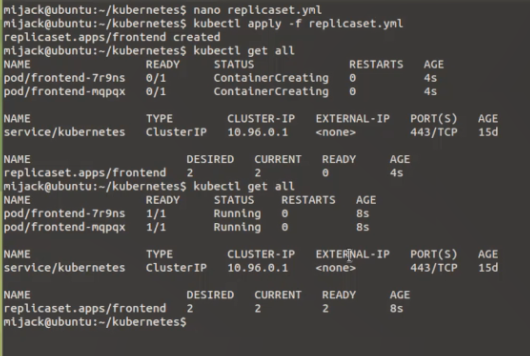 mijack@ubuntu:~/kubernetes$ nano replicaset.yml
mijack@ubuntu:~/kubernetes$ kubectl apply -f replicaset.yml
replicaset.apps/frontend created
mijack@ubuntu:~/kubernetes$ kubectl get all
NAME READY STATUS RESTARTS AGE
pod/frontend-7r9ns 0/1 ContainerCreating 0 4s
pod/frontend-mqpqx 0/1 ContainerCreating 0 4s
NAME TYPE CLUSTER-IP EXTERNAL-IP PORT(S) AGE
service/kubernetes ClusterIP 10.96.0.1 <none> 443/TCP 15d
NAME DESIRED CURRENT READY AGE
replicaset.apps/frontend 2 2 0 4s
mijack@ubuntu:~/kubernetes$ kubectl get all
NAME READY STATUS RESTARTS AGE
pod/frontend-7r9ns 1/1 Running 0 8s
pod/frontend-mqpqx 1/1 Running 0 8s
NAME TYPE CLUSTER-IP EXTERNAL-IP PORT(S) AGE
service/kubernetes ClusterIP 10.96.0.1 <none> 443/TCP 15d
NAME DESIRED CURRENT READY AGE
replicaset.apps/frontend 2 2 2 8s
mijack@ubuntu:~/kubernetes$